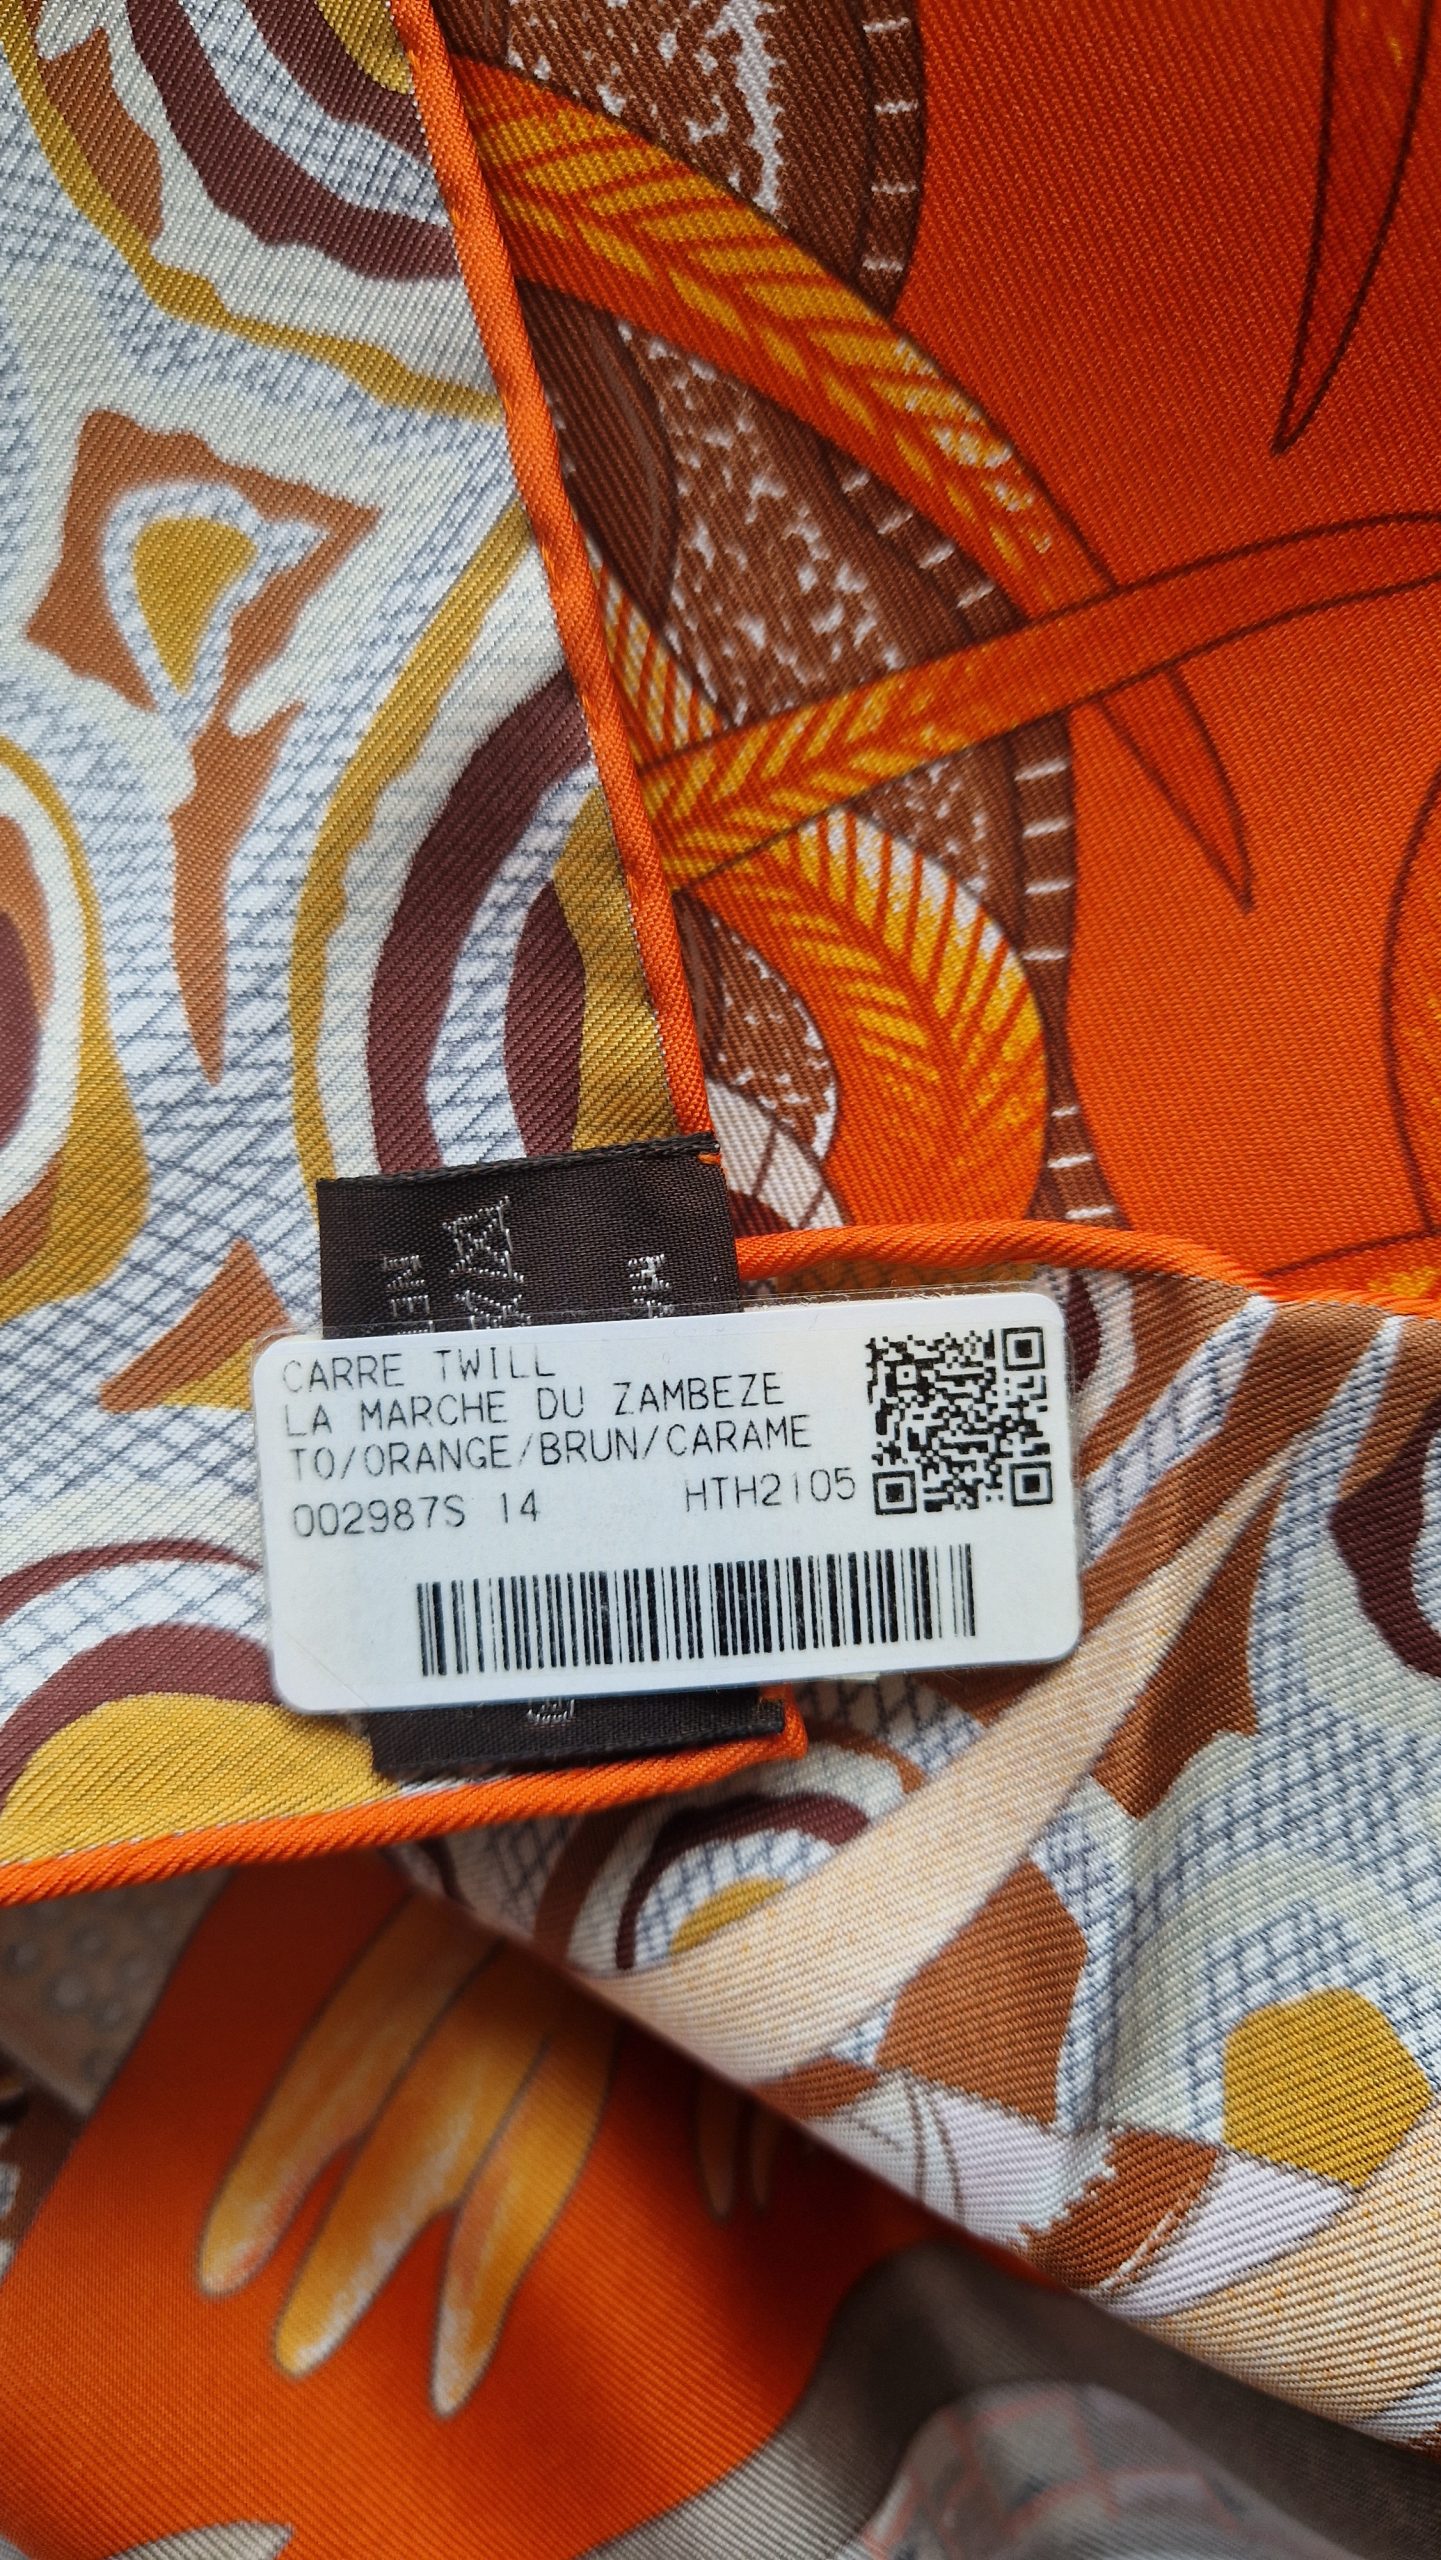 CARRE TWILL
LA MARCHE DU ZAMBEZE
TO/ORANGE/BRUN/CARAME
002987S 14 HTH2105